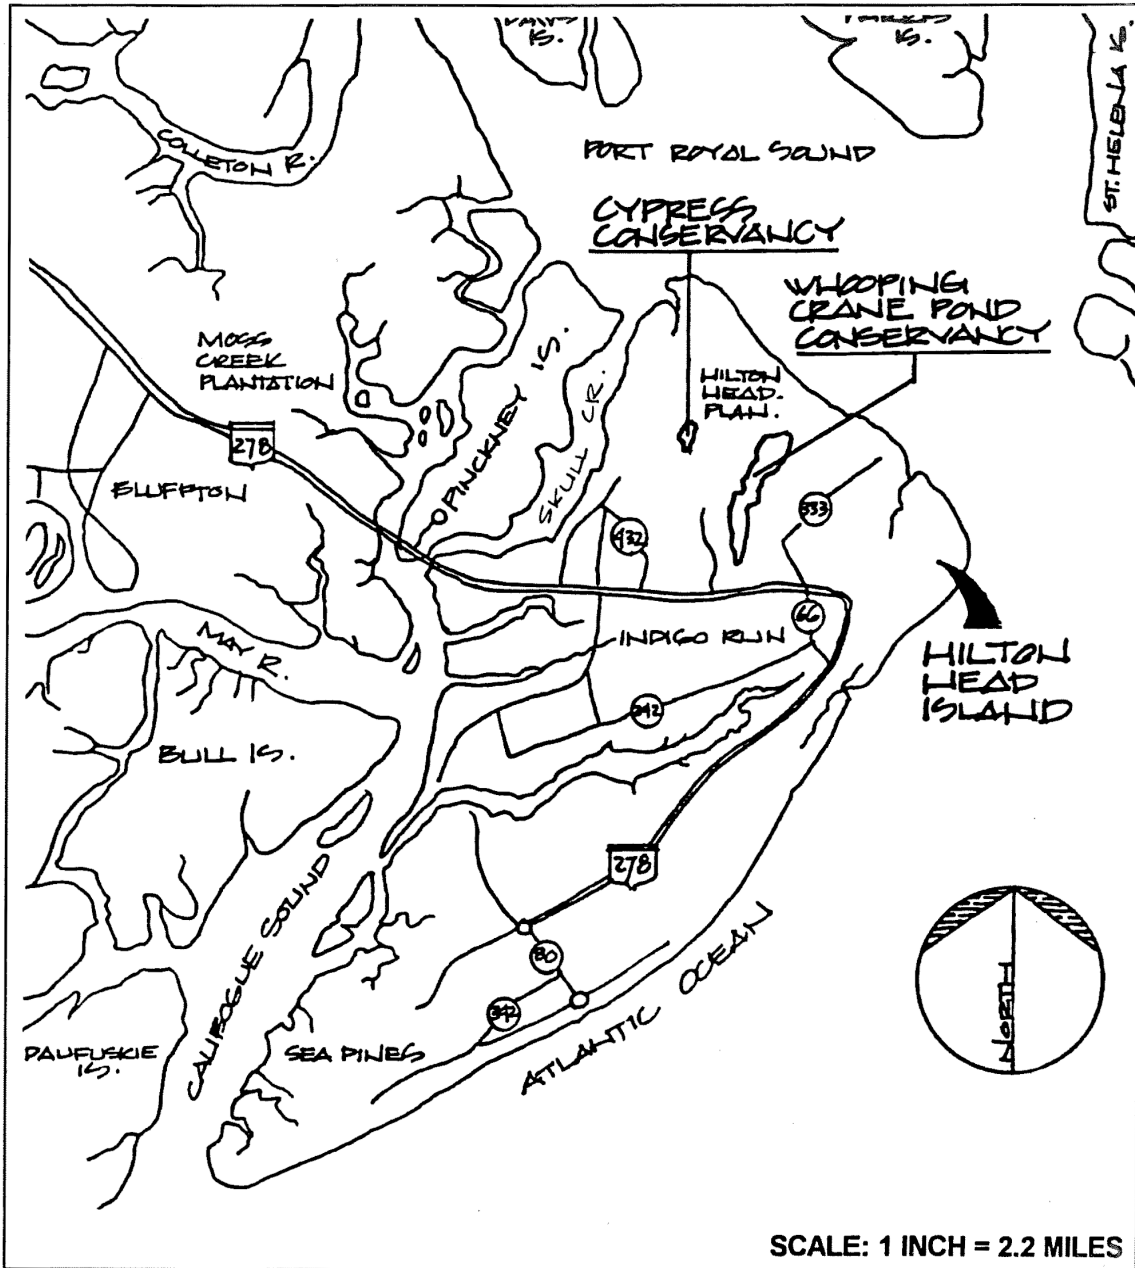 IS.
IS.
ST. HELENA IS.
COLLETON R.
PORT ROYAL SOUND
CYPRESS
CONSERVANCY
WHOOPING
CRANE POND
CONSERVANCY
MOSS
CREEK
PLANTATION
HILTON
HEAD
PLAN.
PINCKNEY IS.
SKULL CR.
278
BLUFFTON
333
432
66
INDIGO RUN
MAY R.
HILTON
HEAD
ISLAND
342
BULL IS.
278
CALIBOGUE SOUND
80
342
ATLANTIC OCEAN
NORTH
DAUFUSKIE
IS.
SEA PINES
SCALE: 1 INCH = 2.2 MILES